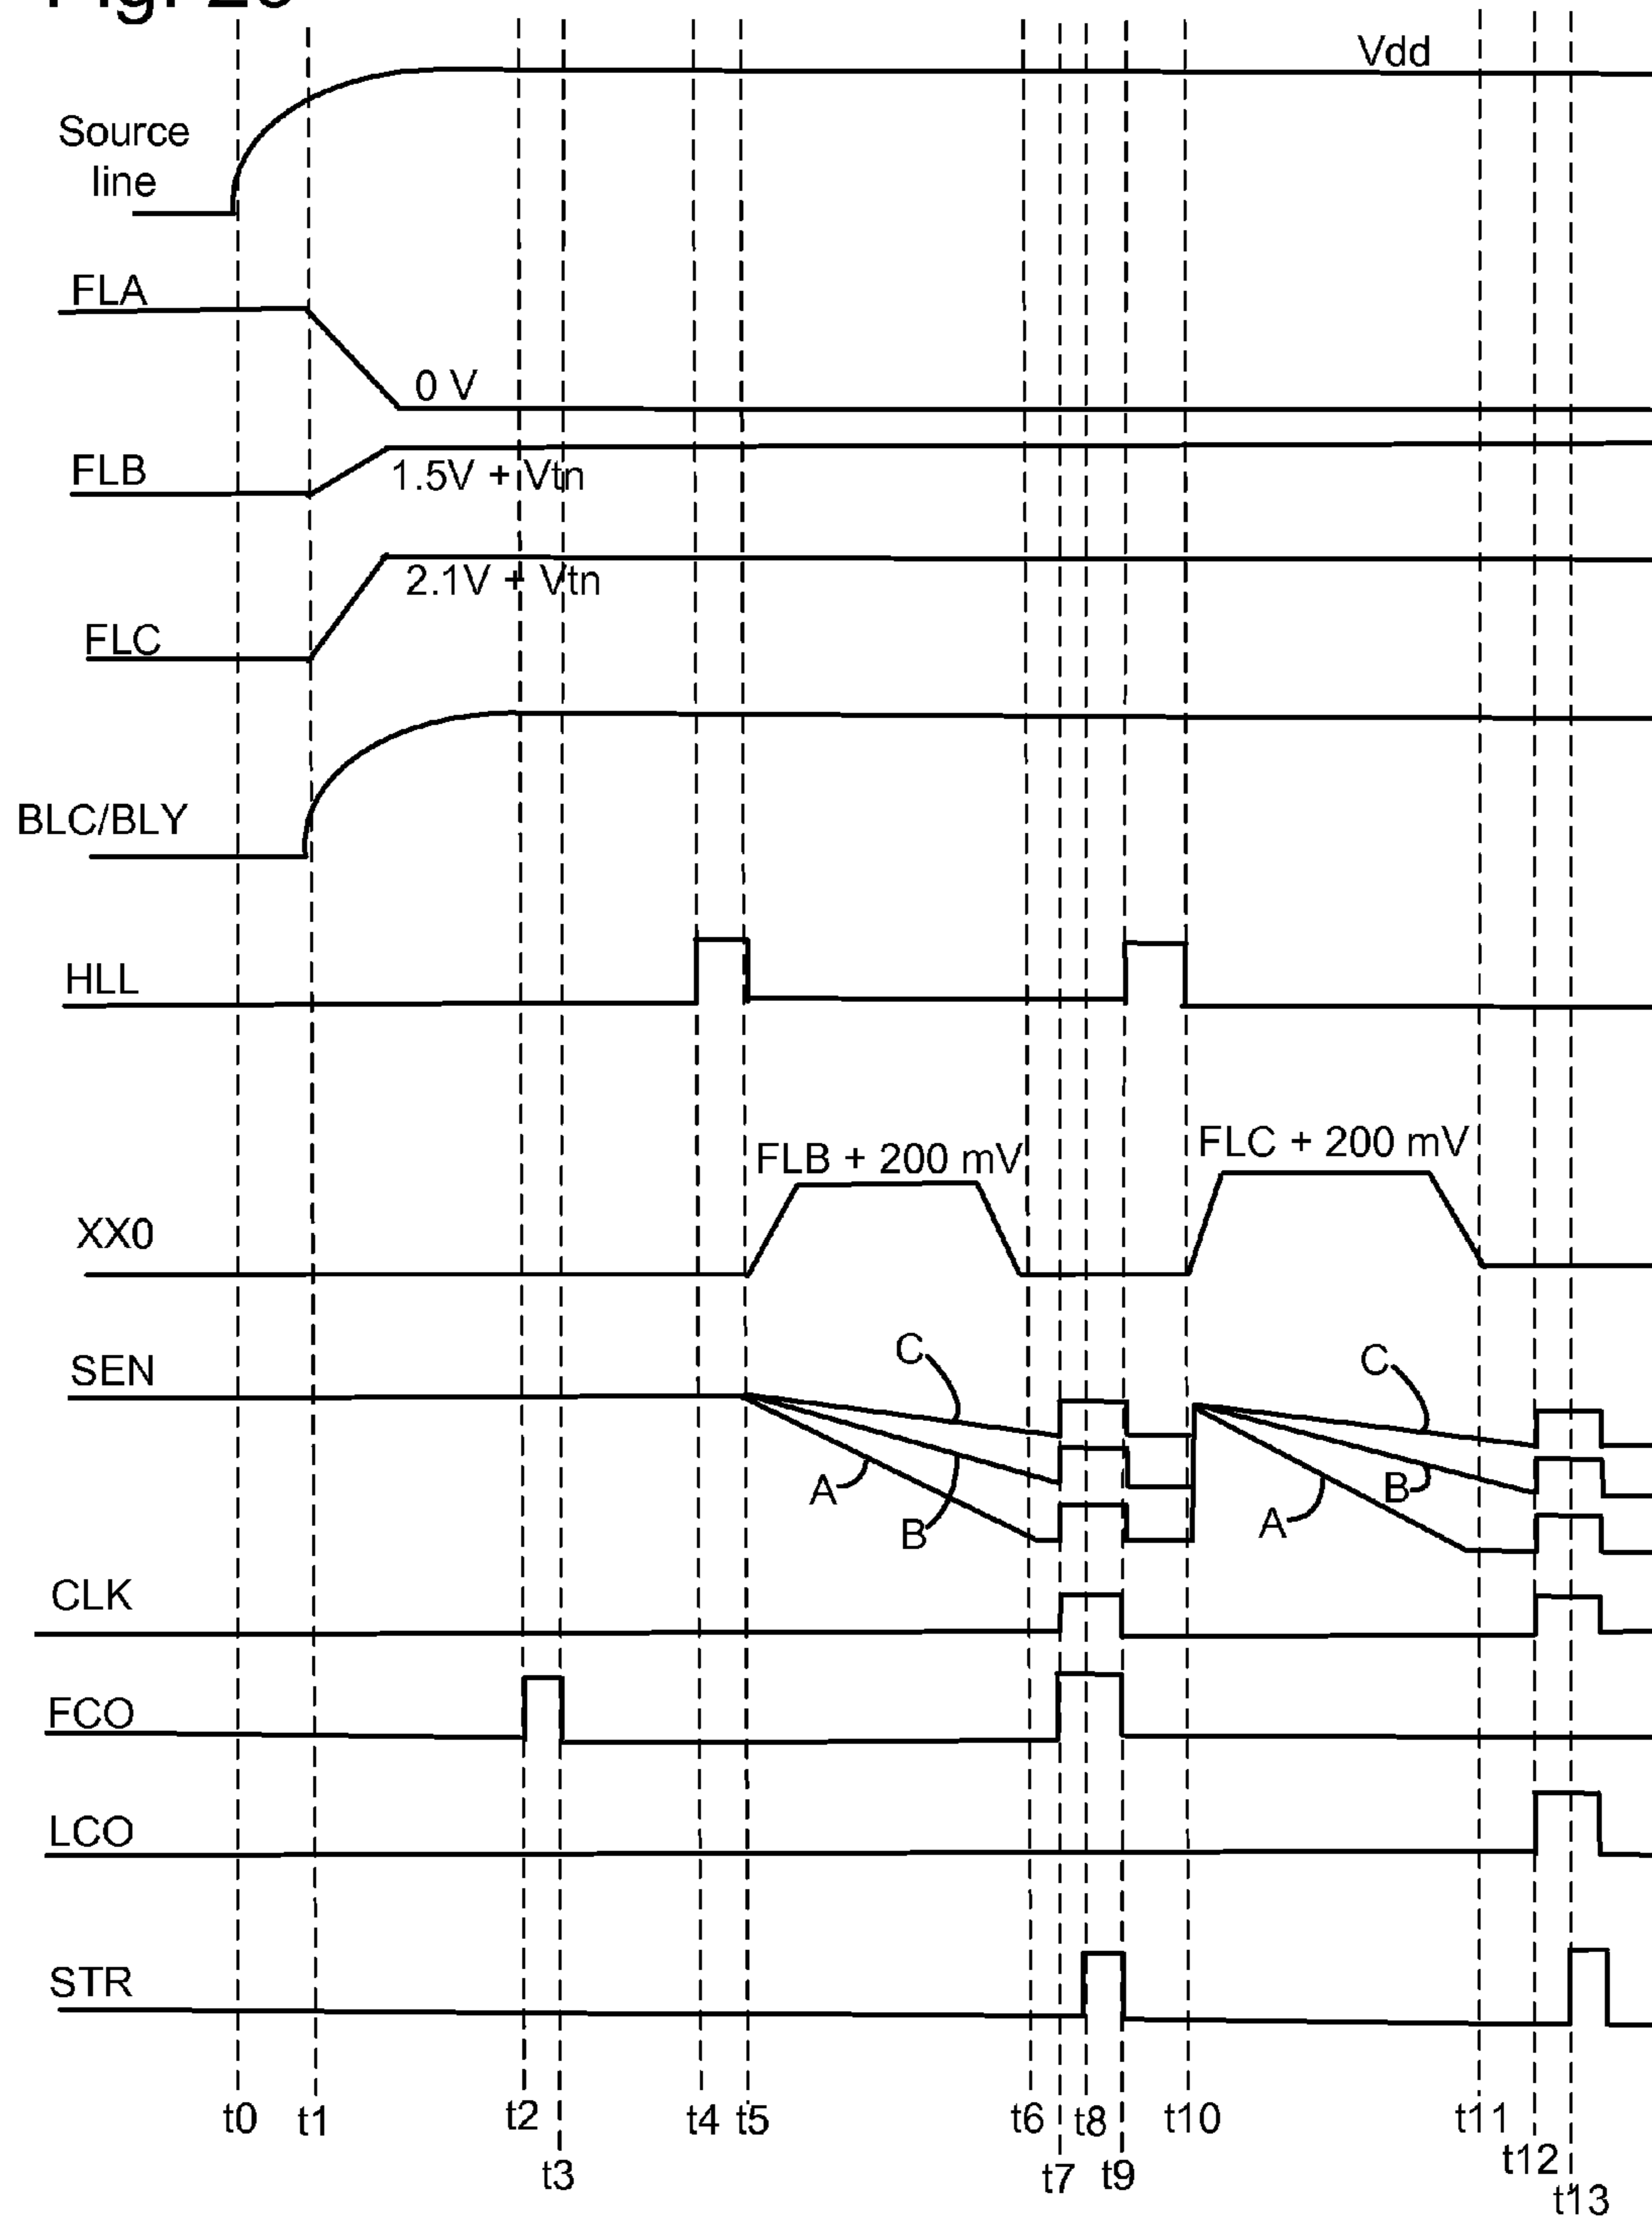 Vdd
Source
line
FLA
0 V
FLB
1.5V + Vtn
2.1V + Vtn
FLC
BLC/BLY
HLL
FLB + 200 mV
FLC + 200 mV
XX0
SEN
C
C
A
B
A
B
CLK
FCO
LCO
STR
t0 t1 t2 t4 t5 t6 t8 t10 t11
t3 t7 t9 t12
t13